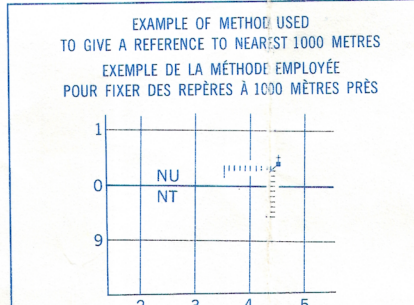 EXAMPLE OF METHOD USED
TO GIVE A REFERENCE TO NEAREST 1000 METRES
EXEMPLE DE LA MÉTHODE EMPLOYÉE
POUR FIXER DES REPÈRES À 1000 MÈTRES PRÈS
1
NU
0
NT
9
2 3 4 5